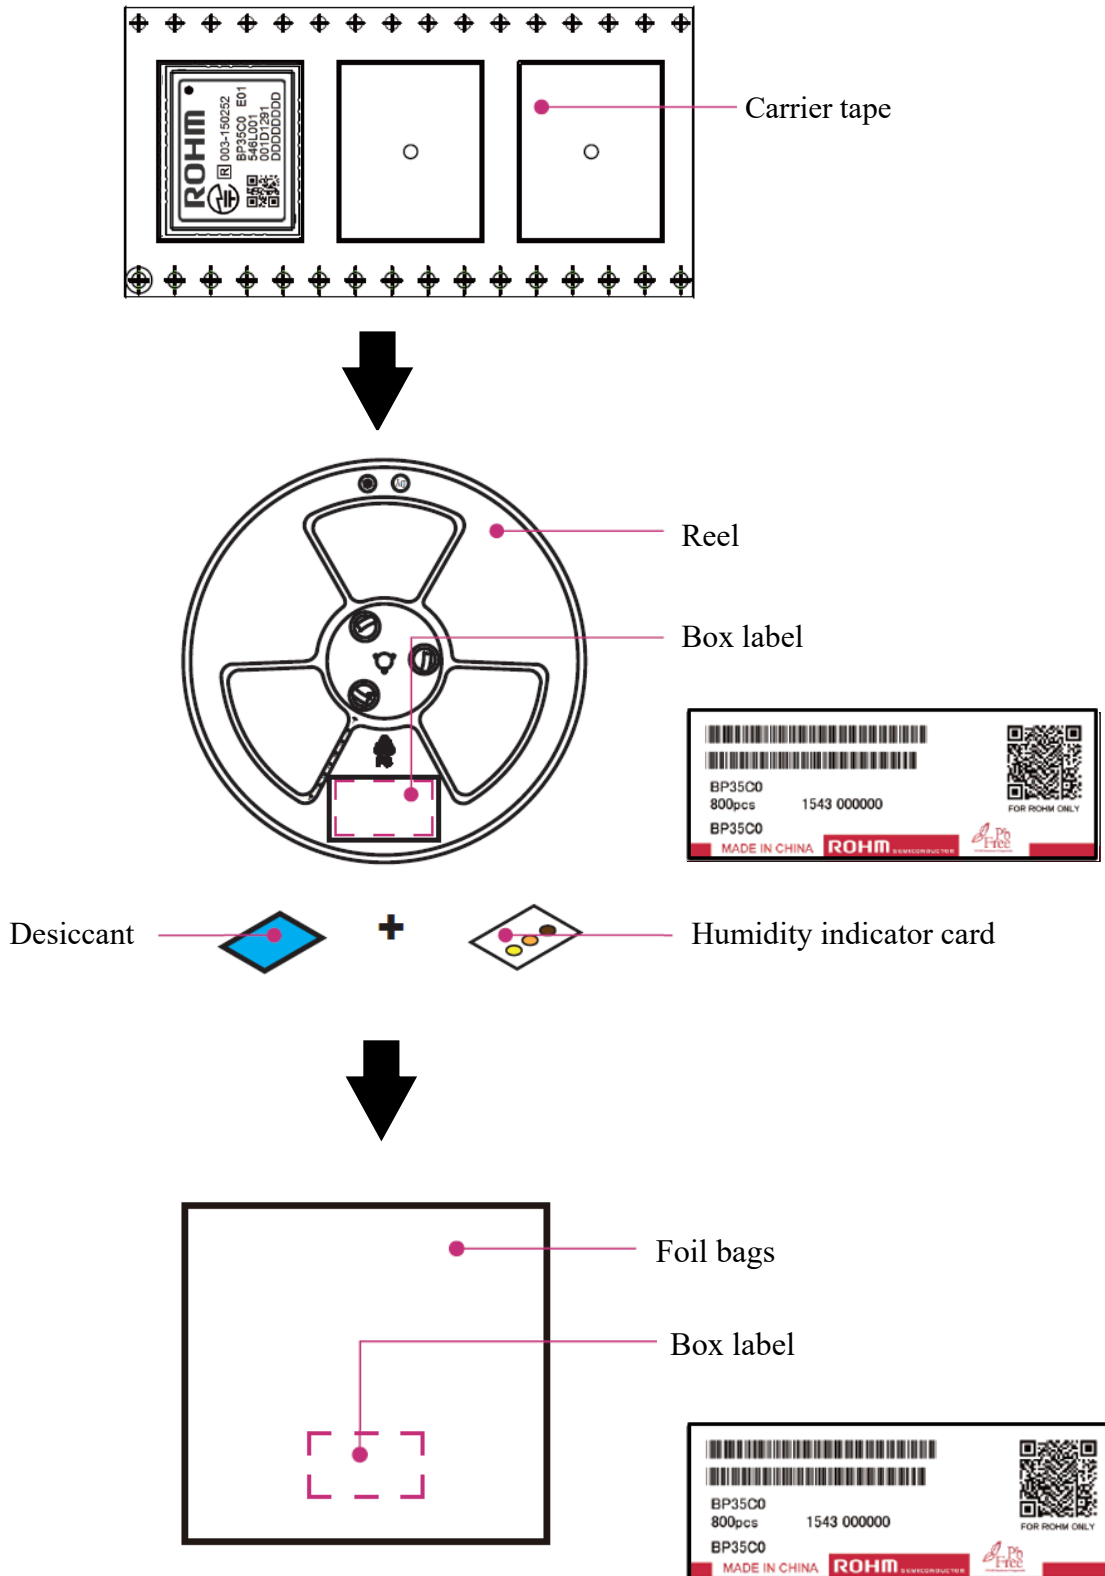 ROHM
R 003-150252
BP35C0 E01
546L001
001D1291
DDDDDDDD
Carrier tape
Reel
Box label
BP35C0
800pcs 1543 000000
BP35C0
FOR ROHM ONLY
MADE IN CHINA ROHM SEMICONDUCTOR
Pb
Free
Desiccant
+
Humidity indicator card
Foil bags
Box label
BP35C0
800pcs 1543 000000
BP35C0
FOR ROHM ONLY
MADE IN CHINA ROHM SEMICONDUCTOR
Pb
Free